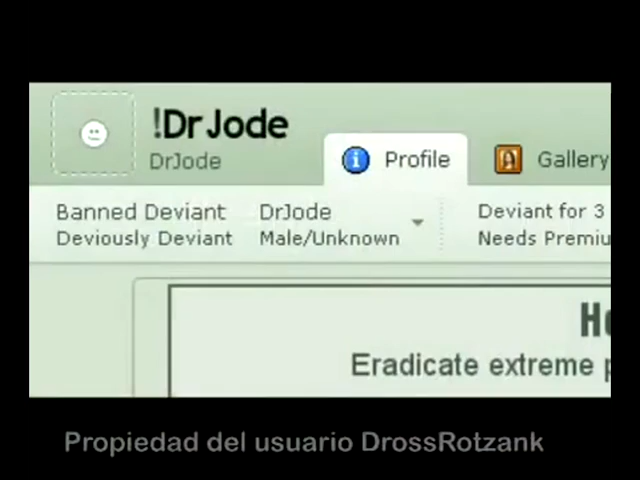 !DrJode
DrJode
Profile
Gallery
Banned Deviant
Deviously Deviant
DrJode
Male/Unknown
Deviant for 3
Needs Premiu
He
Eradicate extreme p
Propiedad del usuario DrossRotzank